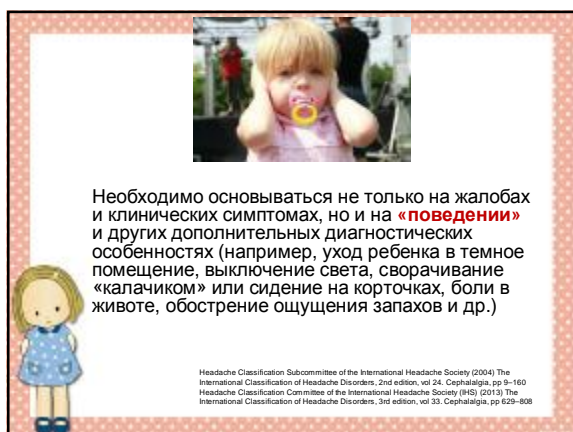 Необходимо основываться не только на жалобах
и клинических симптомах, но и на «поведении»
и других дополнительных диагностических
особенностях (например, уход ребенка в темное
помещение, выключение света, сворачивание
«калачиком» или сидение на корточках, боли в
животе, обострение ощущения запахов и др.)
Headache Classification Subcommittee of the International Headache Society (2004) The
International Classification of Headache Disorders, 2nd edition, vol 24. Cephalalgia, pp 9–160
Headache Classification Committee of the International Headache Society (IHS) (2013) The
International Classification of Headache Disorders, 3rd edition, vol 33. Cephalalgia, pp 629–808